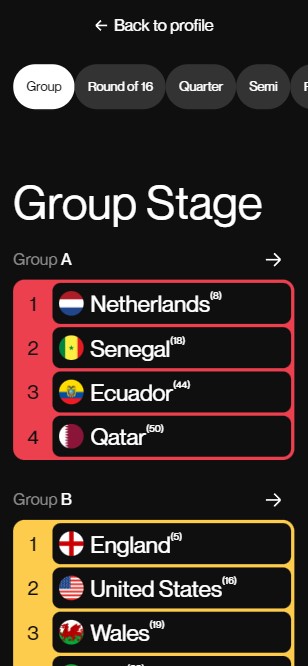 ← Back to profile
Group Round of 16 Quarter Semi
Group Stage
Group A →
1 Netherlands(8)
2 Senegal(18)
3 Ecuador(44)
4 Qatar(50)
Group B →
1 England(5)
2 United States(16)
3 Wales(19)